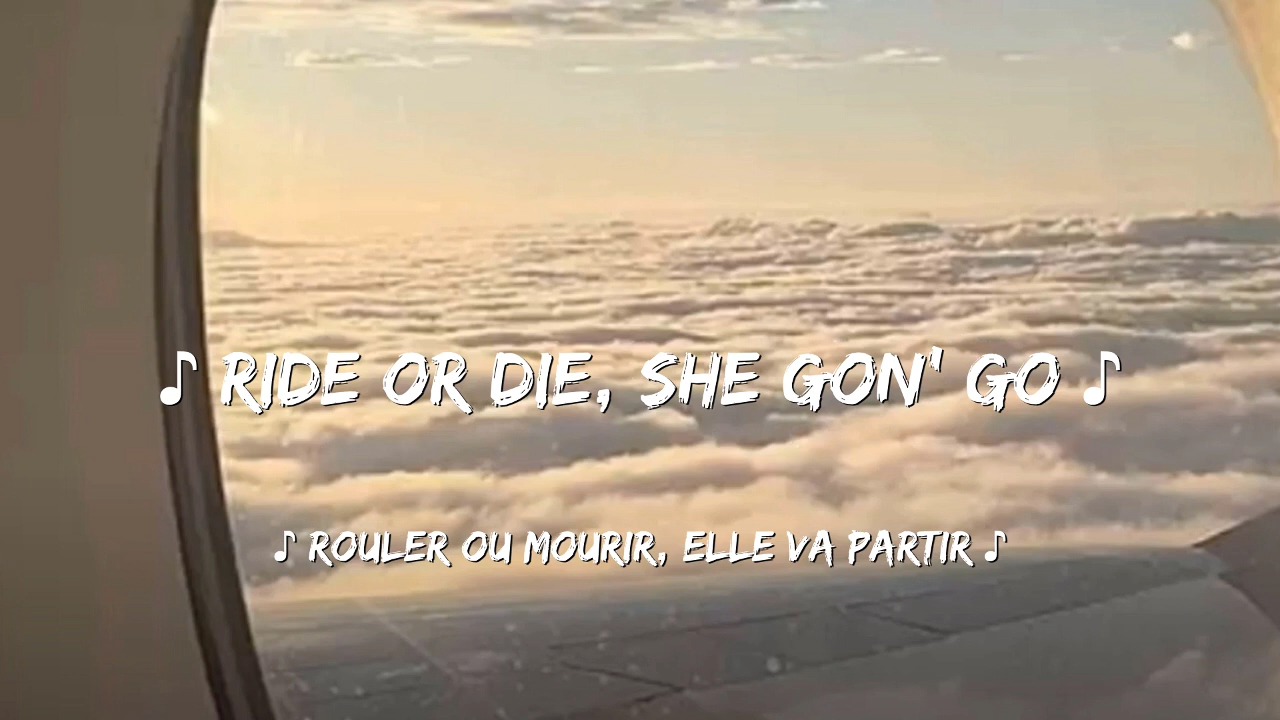 ♪ RIDE OR DIE, SHE GON' GO ♪
♪ ROULER OU MOURIR, ELLE VA PARTIR ♪